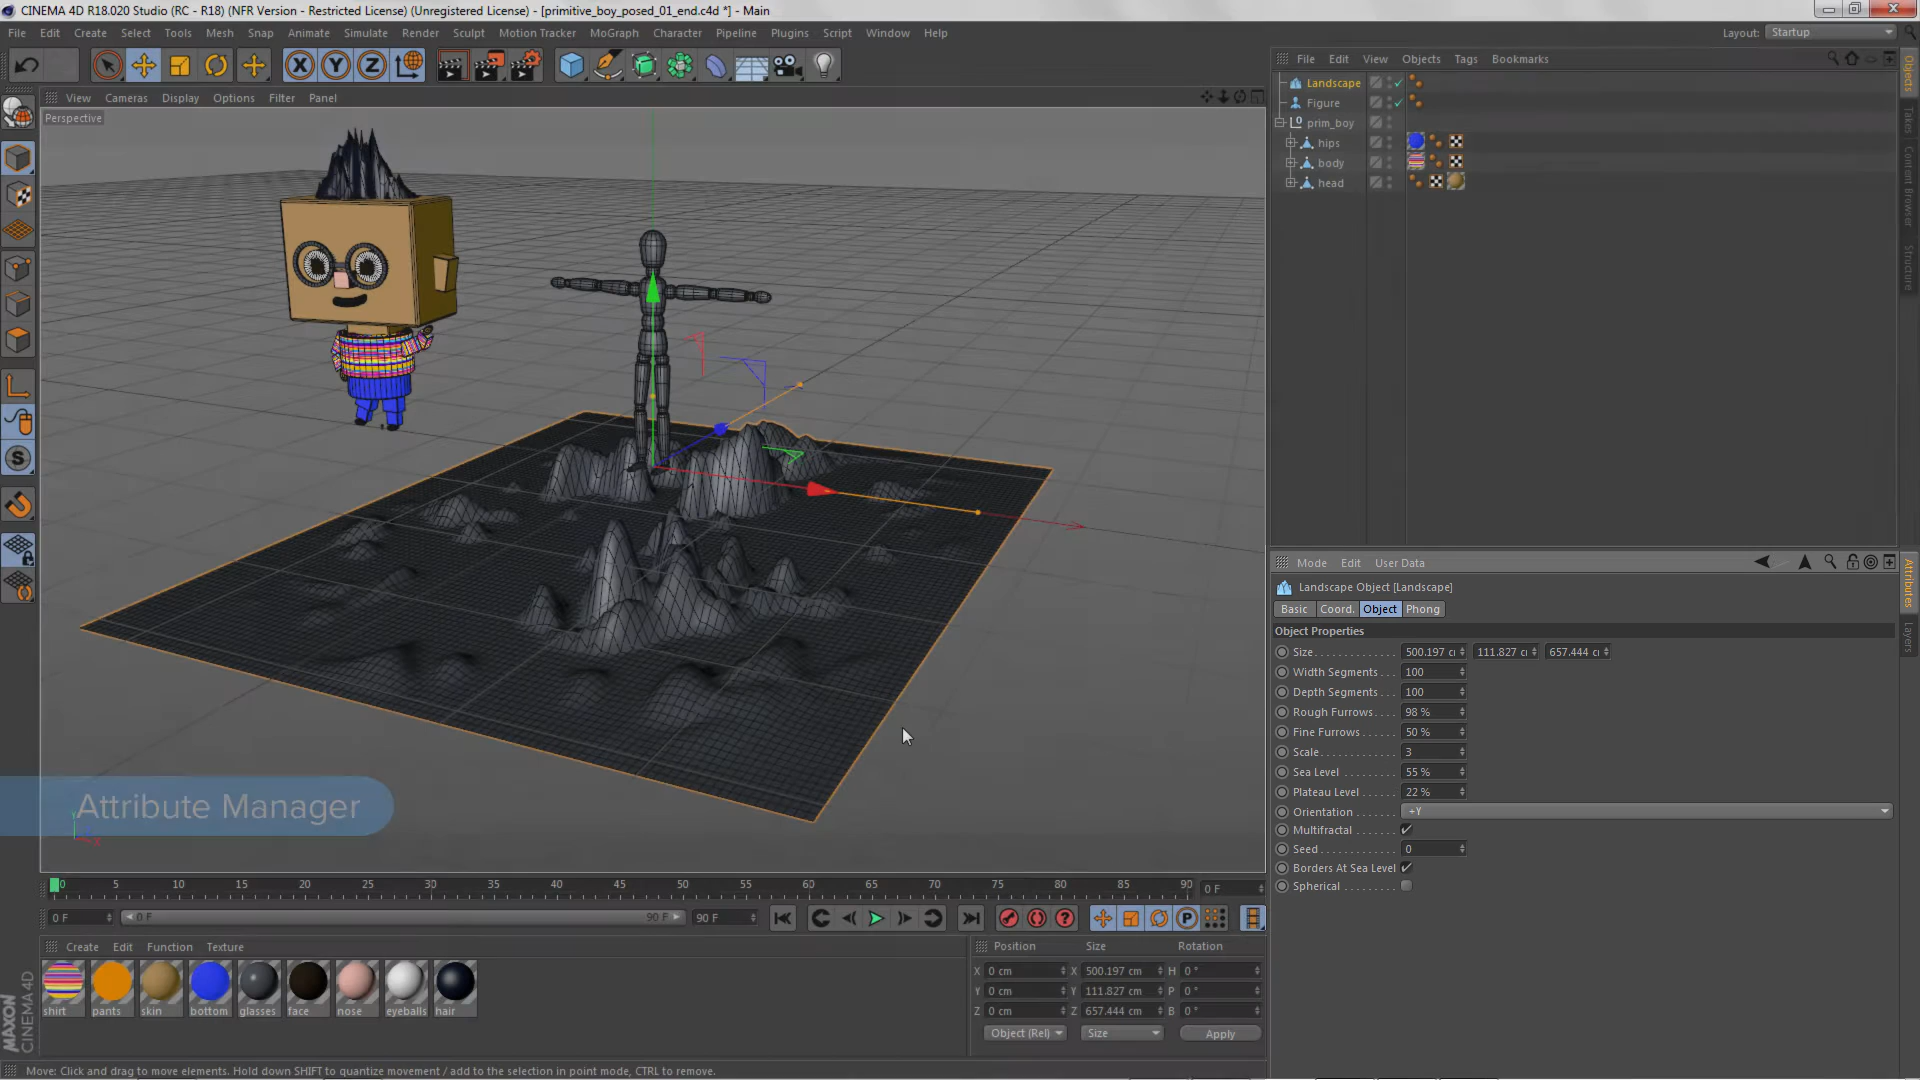 CINEMA 4D R18.020 Studio (RC - R18) (NFR Version - Restricted License) (Unregistered License) - [primitive_boy_posed_01_end.c4d *] - Main
File Edit Create Select Tools Mesh Snap Animate Simulate Render Sculpt Motion Tracker MoGraph Character Pipeline Plugins Script Window Help
Layout: Startup
View Cameras Display Options Filter Panel
Perspective
File Edit View Objects Tags Bookmarks
Landscape
Figure
prim_boy
hips
body
head
Objects
Takes
Content Browser
Structure
Mode Edit User Data
Landscape Object [Landscape]
Basic Coord. Object Phong
Object Properties
Size 500.197 c 111.827 c 657.444 c
Width Segments 100
Depth Segments 100
Rough Furrows 98 %
Fine Furrows 50 %
Scale 3
Sea Level 55 %
Plateau Level 22 %
Orientation +Y
Multifractal
Seed 0
Borders At Sea Level
Spherical
Attributes
Layers
Attribute Manager
Y
X
0 5 10 15 20 25 30 35 40 45 50 55 60 65 70 75 80 85 90 0 F
0 F 0 F 90 F 90 F
Create Edit Function Texture
shirt pants skin bottom glasses face nose eyeballs hair
Position Size Rotation
X 0 cm X 500.197 cm H 0 °
Y 0 cm Y 111.827 cm P 0 °
Z 0 cm Z 657.444 cm B 0 °
Object (Rel) Size Apply
MAXON CINEMA 4D
Move: Click and drag to move elements. Hold down SHIFT to quantize movement / add to the selection in point mode, CTRL to remove.